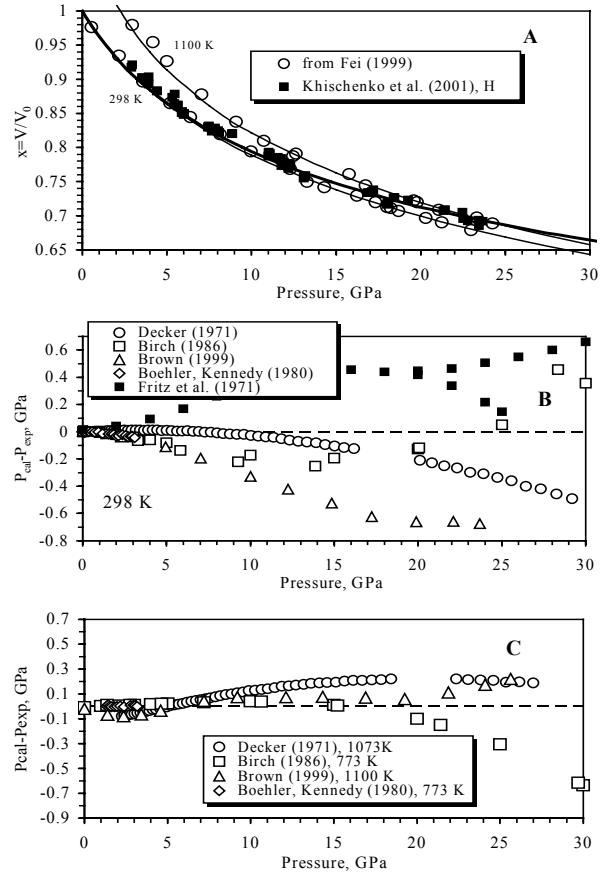 1
0.95
0.9
0.85
0.8
0.75
0.7
0.65
x=V/V0
1100 K
298 K
A
from Fei (1999)
Khischenko et al. (2001), H
0 5 10 15 20 25 30
Pressure, GPa
Decker (1971)
Birch (1986)
Brown (1999)
Boehler, Kennedy (1980)
Fritz et al. (1971)
0.6
0.4
0.2
0
-0.2
-0.4
-0.6
-0.8
Pcal-Pexp, GPa
B
298 K
0 5 10 15 20 25 30
Pressure, GPa
0.7
0.5
0.3
0.1
-0.1
-0.3
-0.5
-0.7
-0.9
Pcal-Pexp, GPa
C
Decker (1971), 1073K
Birch (1986), 773 K
Brown (1999), 1100 K
Boehler, Kennedy (1980), 773 K
0 5 10 15 20 25 30
Pressure, GPa